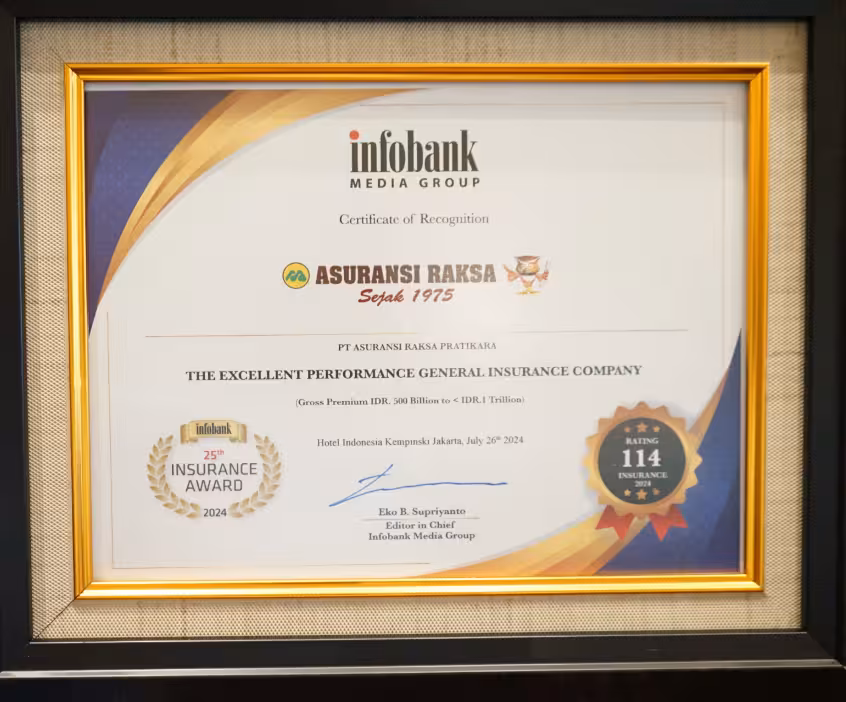 infobank
MEDIA GROUP
Certificate of Recognition
ASURANSI RAKSA
Sejak 1975
PT ASURANSI RAKSA PRATIKARA
THE EXCELLENT PERFORMANCE GENERAL INSURANCE COMPANY
(Gross Premium IDR. 500 Billion to < IDR.1 Trillion)
Hotel Indonesia Kempinski Jakarta, July 26th 2024
infobank
25th
INSURANCE
AWARD
2024
RATING
114
INSURANCE
2024
Eko B. Supriyanto
Editor in Chief
Infobank Media Group